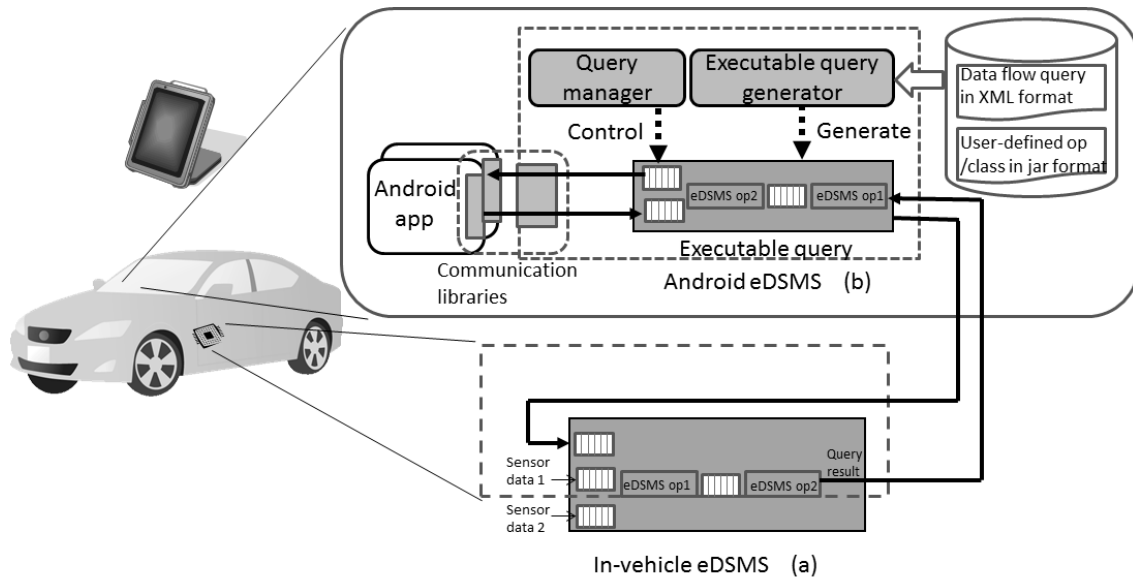 Query
manager
Executable query
generator
Data flow query
in XML format
User-defined op
/class in jar format
Control
Generate
Android
app
eDSMS op2
eDSMS op1
Executable query
Communication
libraries
Android eDSMS (b)
Sensor
data 1
Sensor
data 2
eDSMS op1
eDSMS op2
Query
result
In-vehicle eDSMS (a)